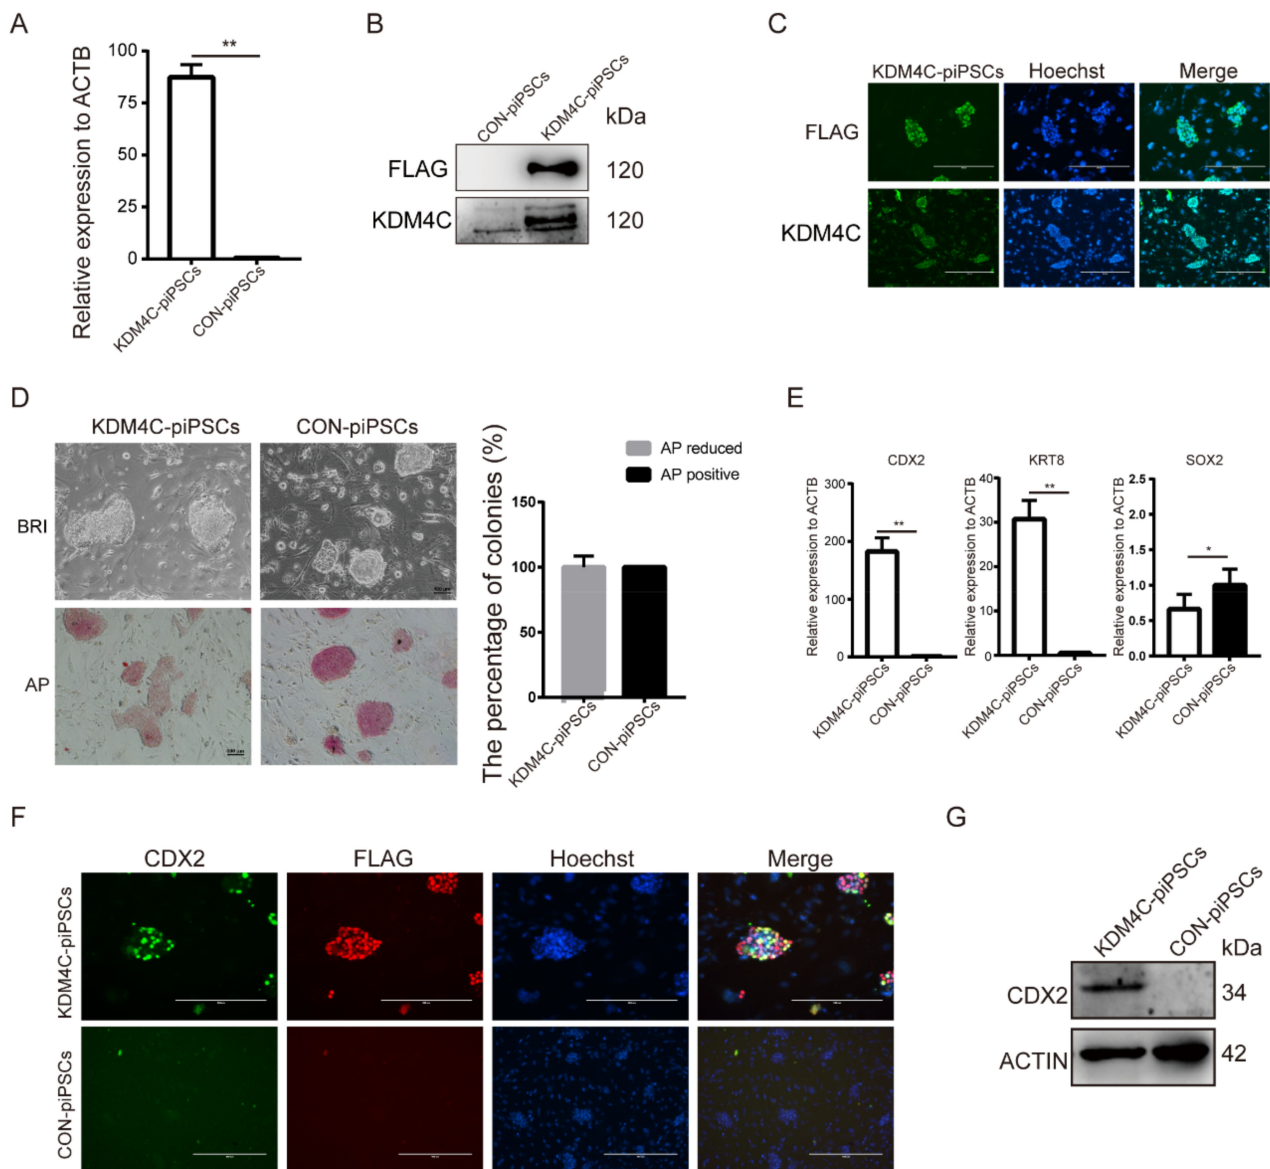 A
Relative expression to ACTB
100
75
50
25
0
**
KDM4C-piPSCs
CON-piPSCs
B
CON-piPSCs
KDM4C-piPSCs
kDa
FLAG
120
KDM4C
120
C
KDM4C-piPSCs
Hoechst
Merge
FLAG
KDM4C
D
KDM4C-piPSCs
CON-piPSCs
BRI
AP
The percentage of colonies (%)
AP reduced
AP positive
150
100
50
0
KDM4C-piPSCs
CON-piPSCs
E
CDX2
Relative expression to ACTB
300
200
100
0
**
KDM4C-piPSCs
CON-piPSCs
KRT8
Relative expression to ACTB
40
30
20
10
0
**
KDM4C-piPSCs
CON-piPSCs
SOX2
Relative expression to ACTB
2.5
2.0
1.5
1.0
0.5
0.0
*
KDM4C-piPSCs
CON-piPSCs
F
CDX2
FLAG
Hoechst
Merge
KDM4C-piPSCs
CON-piPSCs
G
KDM4C-piPSCs
CON-piPSCs
kDa
CDX2
34
ACTIN
42